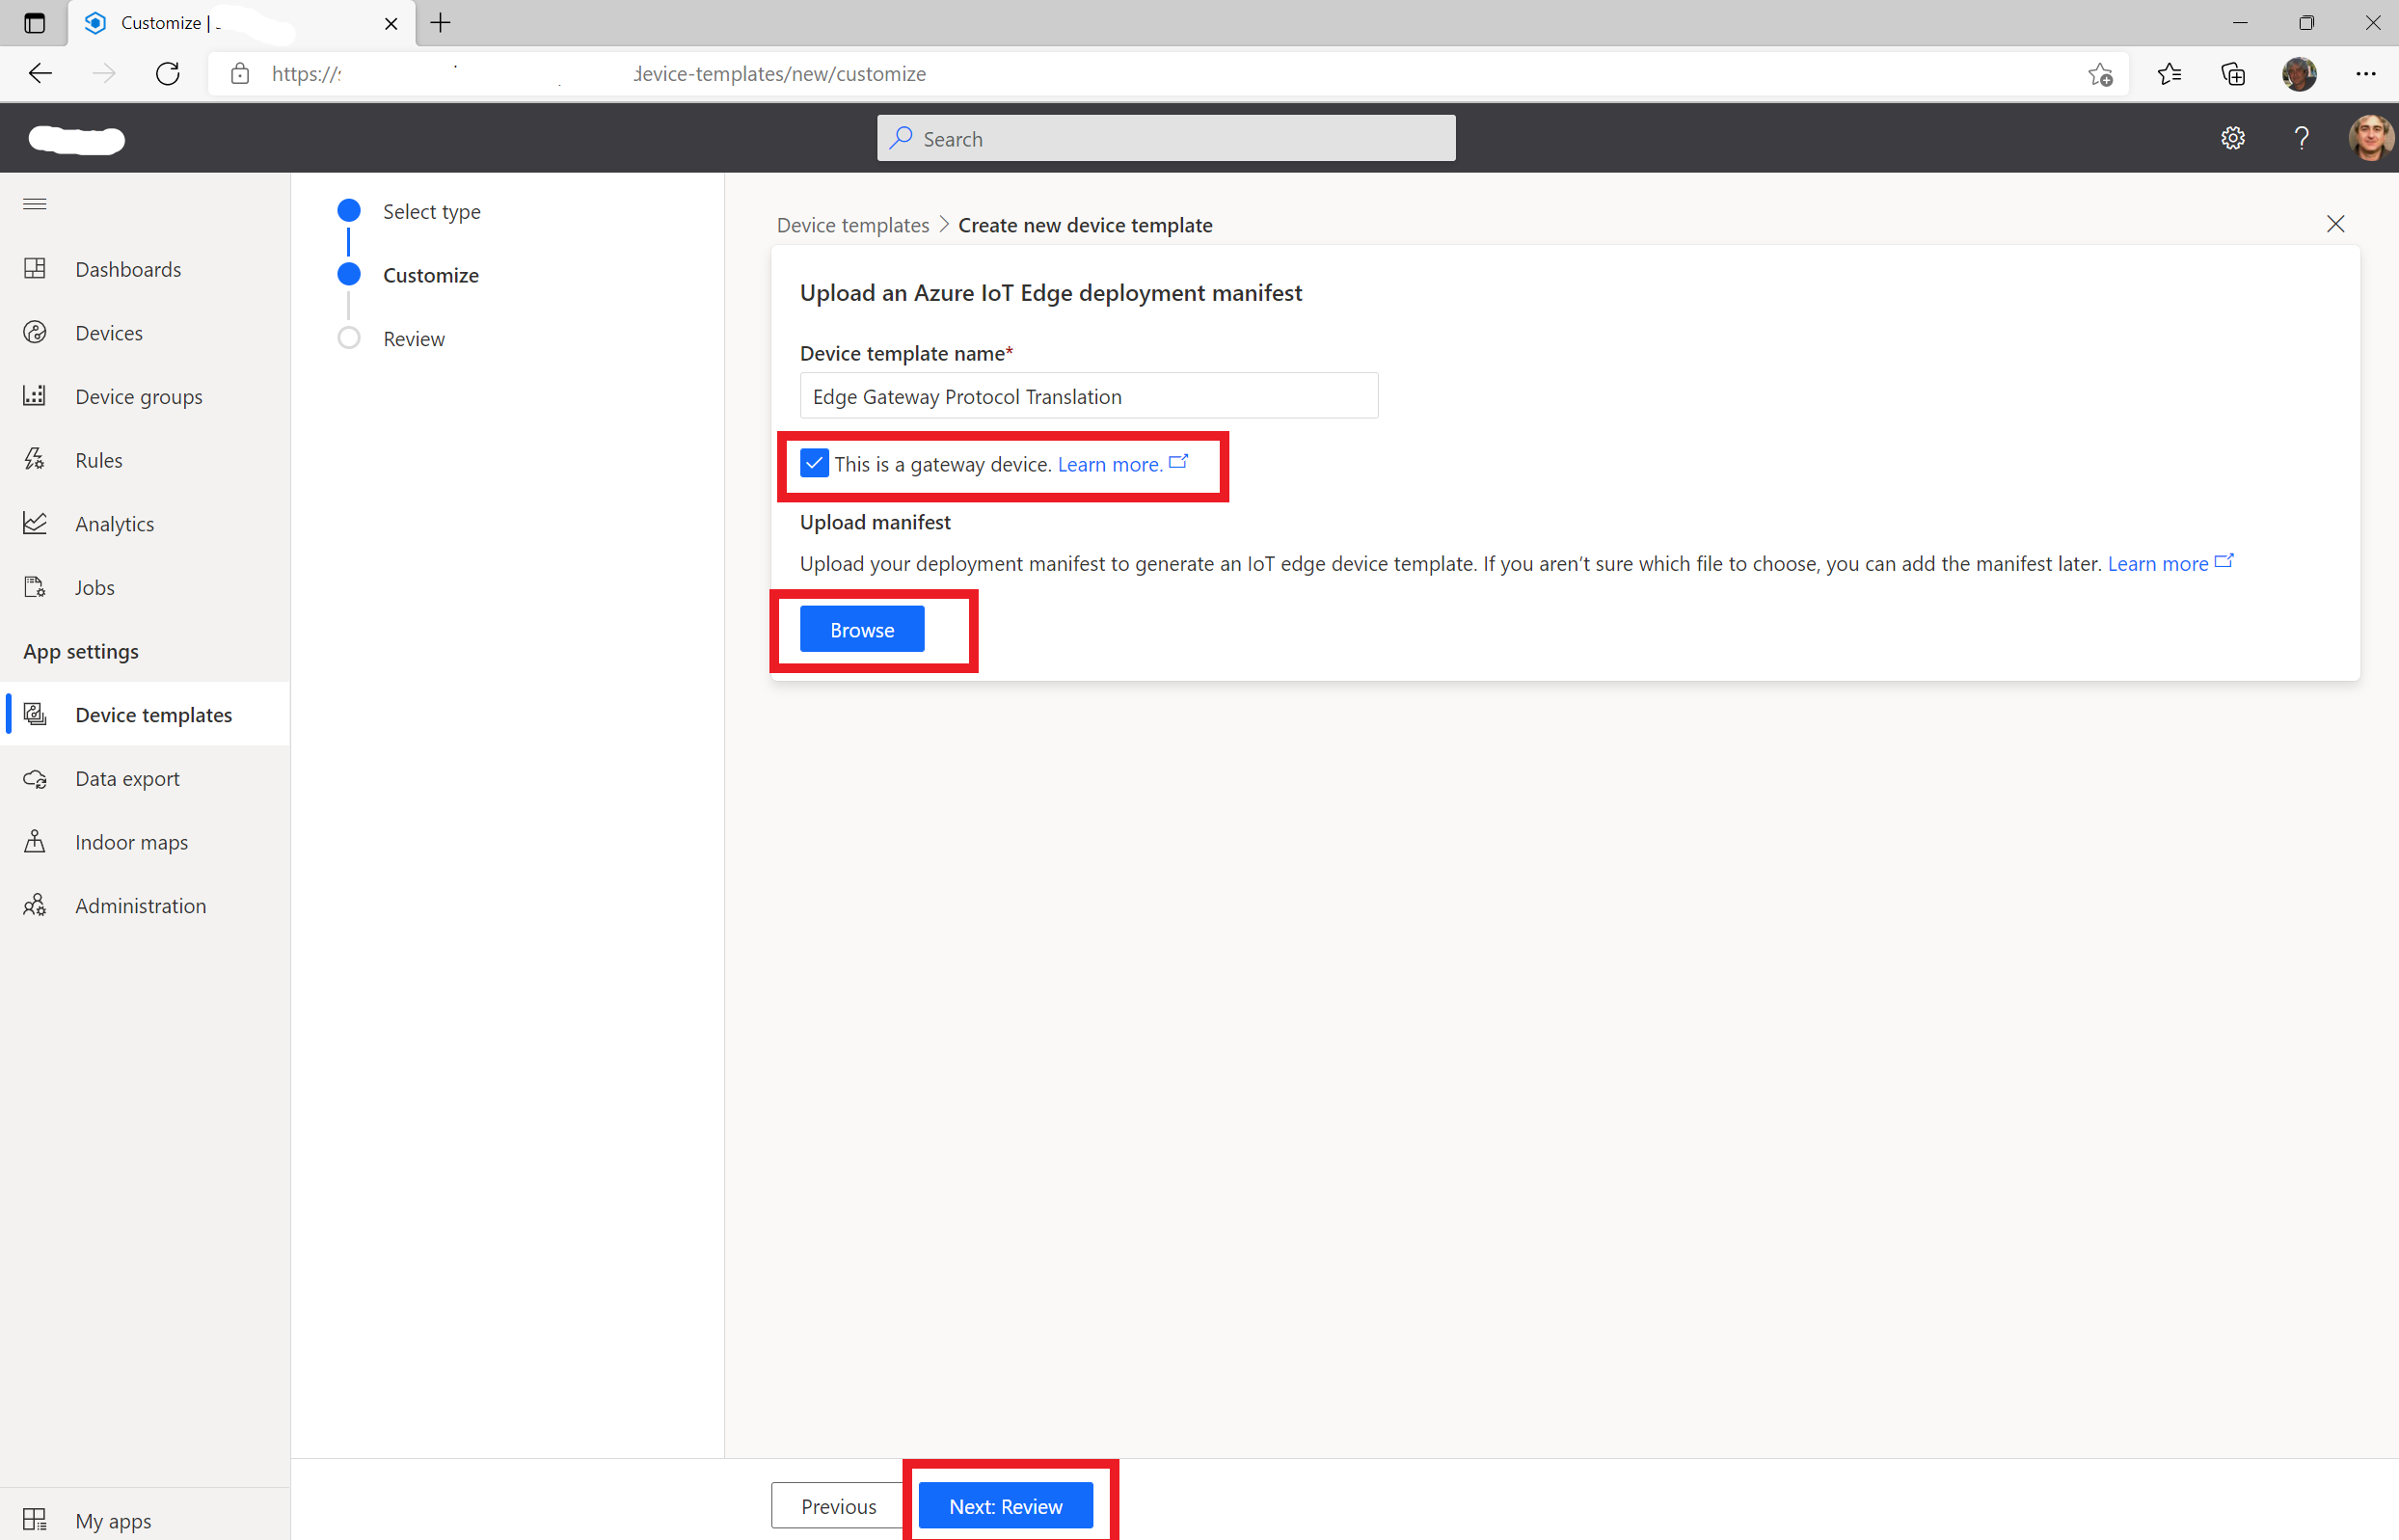 Customize |
https://
device-templates/new/customize
Search
Dashboards
Devices
Device groups
Rules
Analytics
Jobs
App settings
Device templates
Data export
Indoor maps
Administration
My apps
Select type
Customize
Review
Device templates > Create new device template
Upload an Azure IoT Edge deployment manifest
Device template name*
Edge Gateway Protocol Translation
This is a gateway device. Learn more.
Upload manifest
Upload your deployment manifest to generate an IoT edge device template. If you aren’t sure which file to choose, you can add the manifest later. Learn more
Browse
Previous
Next: Review